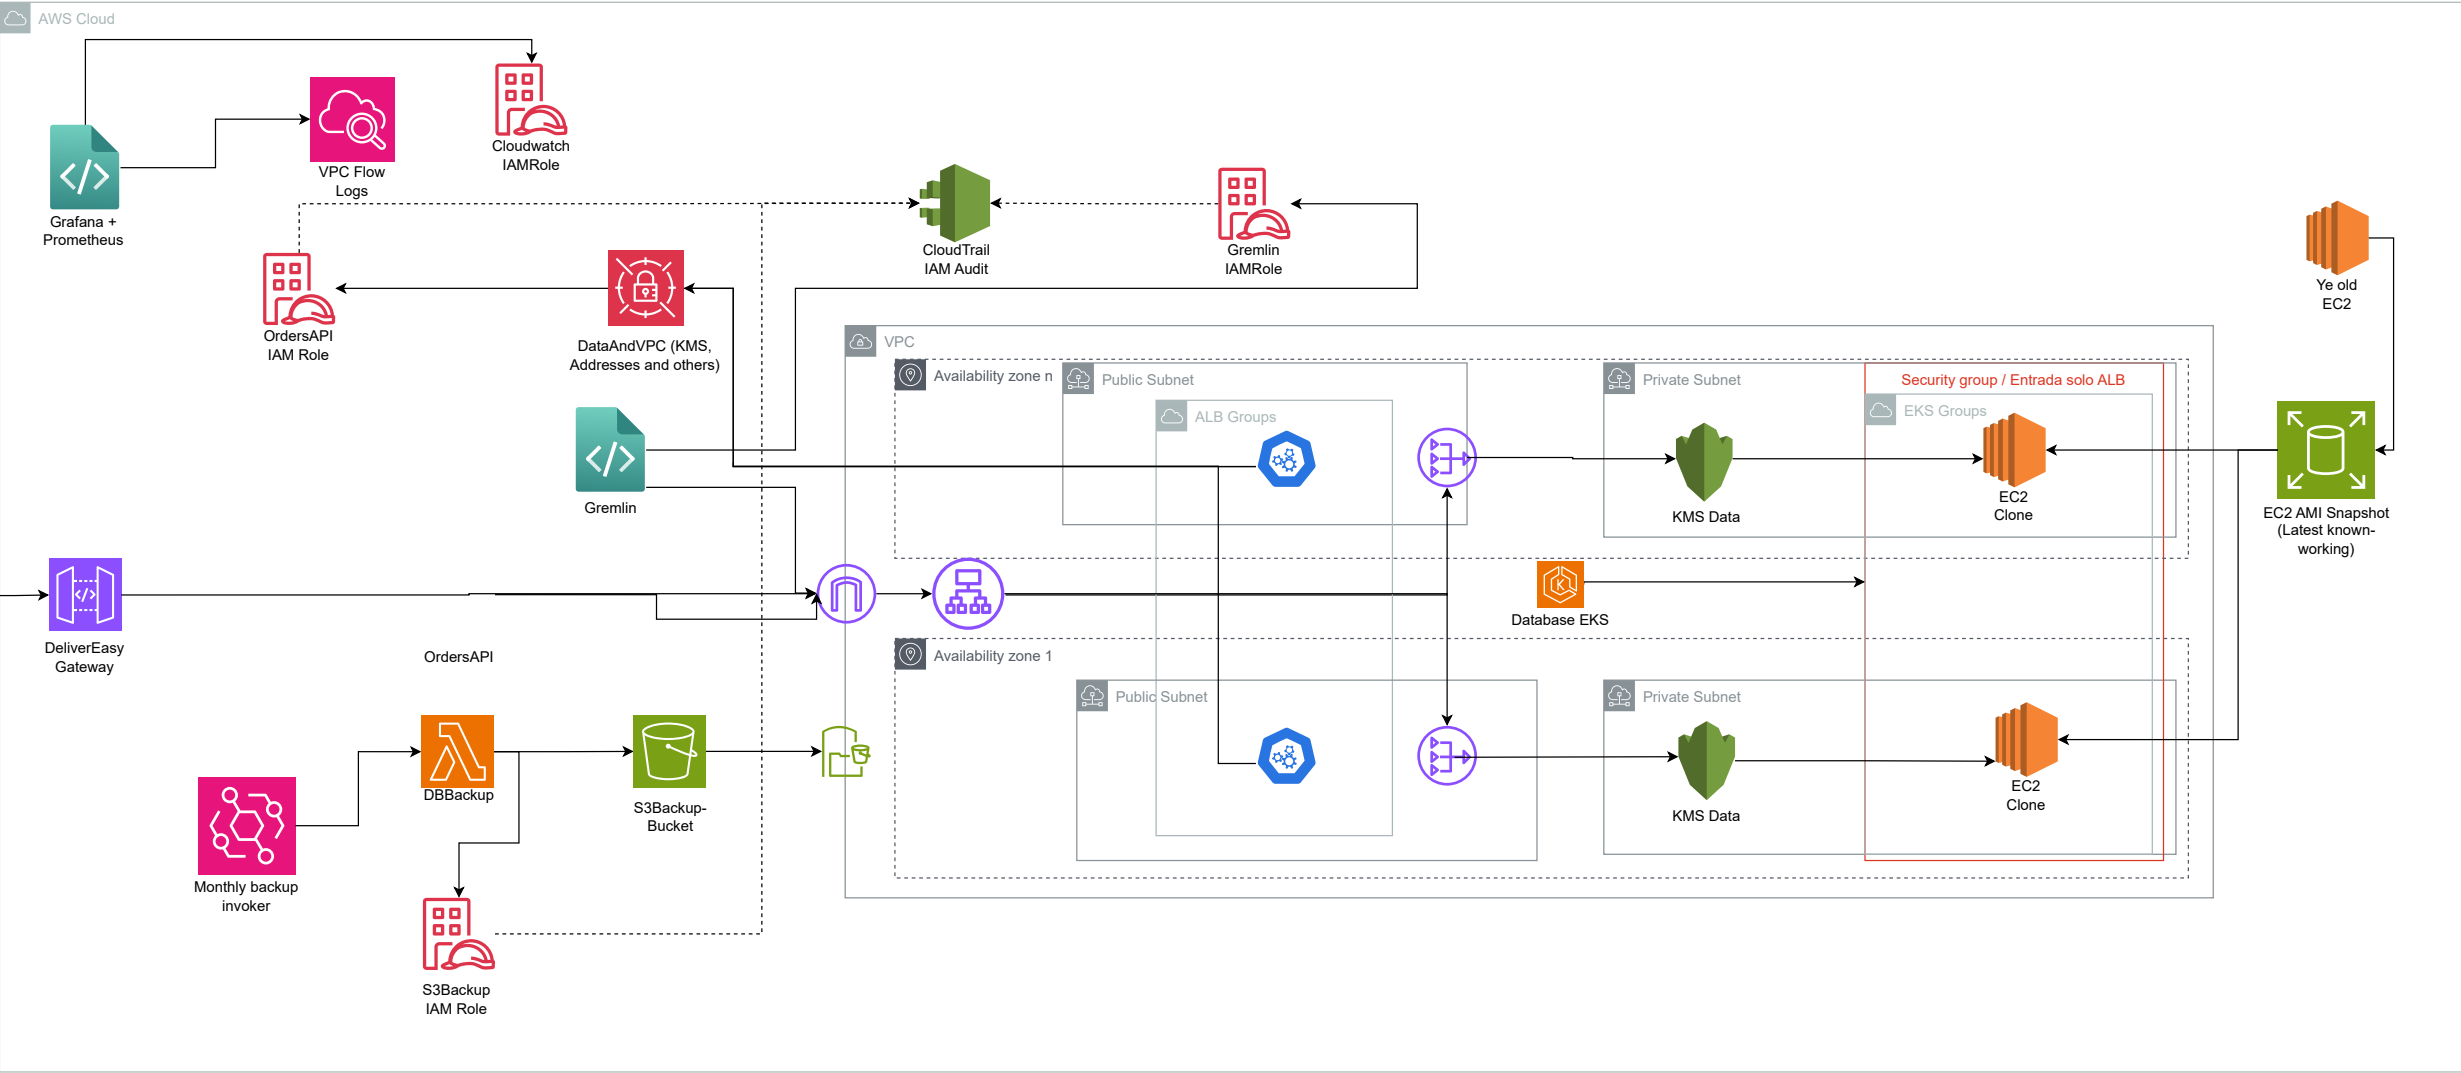 AWS Cloud
Cloudwatch
IAMRole
VPC Flow
Logs
Grafana +
Prometheus
CloudTrail
IAM Audit
Gremlin
IAMRole
Ye old
EC2
OrdersAPI
IAM Role
DataAndVPC (KMS,
Addresses and others)
VPC
Availability zone n
Public Subnet
Private Subnet
Security group / Entrada solo ALB
ALB Groups
EKS Groups
Gremlin
KMS Data
EC2
Clone
EC2 AMI Snapshot
(Latest known-
working)
Database EKS
DeliverEasy
Gateway
OrdersAPI
Availability zone 1
Public Subnet
Private Subnet
DBBackup
S3Backup-
Bucket
KMS Data
EC2
Clone
Monthly backup
invoker
S3Backup
IAM Role